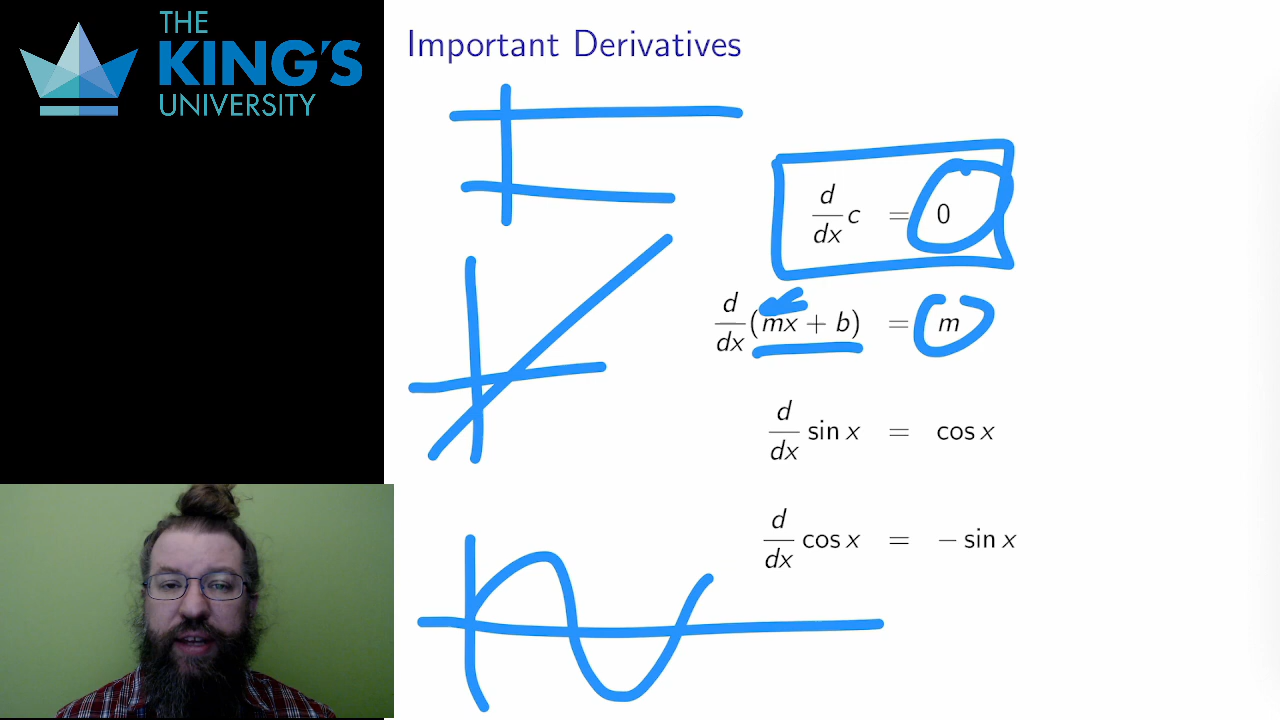 THE
KING'S
UNIVERSITY
Important Derivatives
d/dx c = 0
d/dx (mx + b) = m
d/dx sin x = cos x
d/dx cos x = − sin x